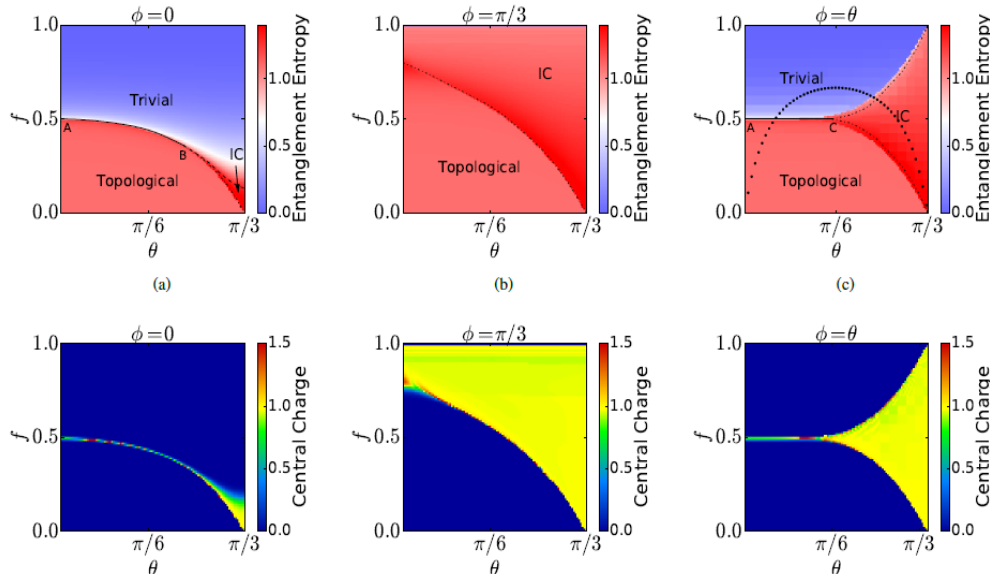 ϕ=0
1.0
0.5
0.0
f
Trivial
A
B
IC
Topological
π/6
π/3
θ
1.0
0.5
0.0
Entanglement Entropy
(a)
ϕ=π/3
1.0
0.5
0.0
f
IC
Topological
π/6
π/3
θ
1.0
0.5
0.0
Entanglement Entropy
(b)
ϕ=θ
1.0
0.5
0.0
f
Trivial
A
C
IC
Topological
π/6
π/3
θ
1.0
0.5
0.0
Entanglement Entropy
(c)
ϕ=0
1.0
0.5
0.0
f
π/6
π/3
θ
1.5
1.0
0.5
0.0
Central Charge
ϕ=π/3
1.0
0.5
0.0
f
π/6
π/3
θ
1.5
1.0
0.5
0.0
Central Charge
ϕ=θ
1.0
0.5
0.0
f
π/6
π/3
θ
1.5
1.0
0.5
0.0
Central Charge